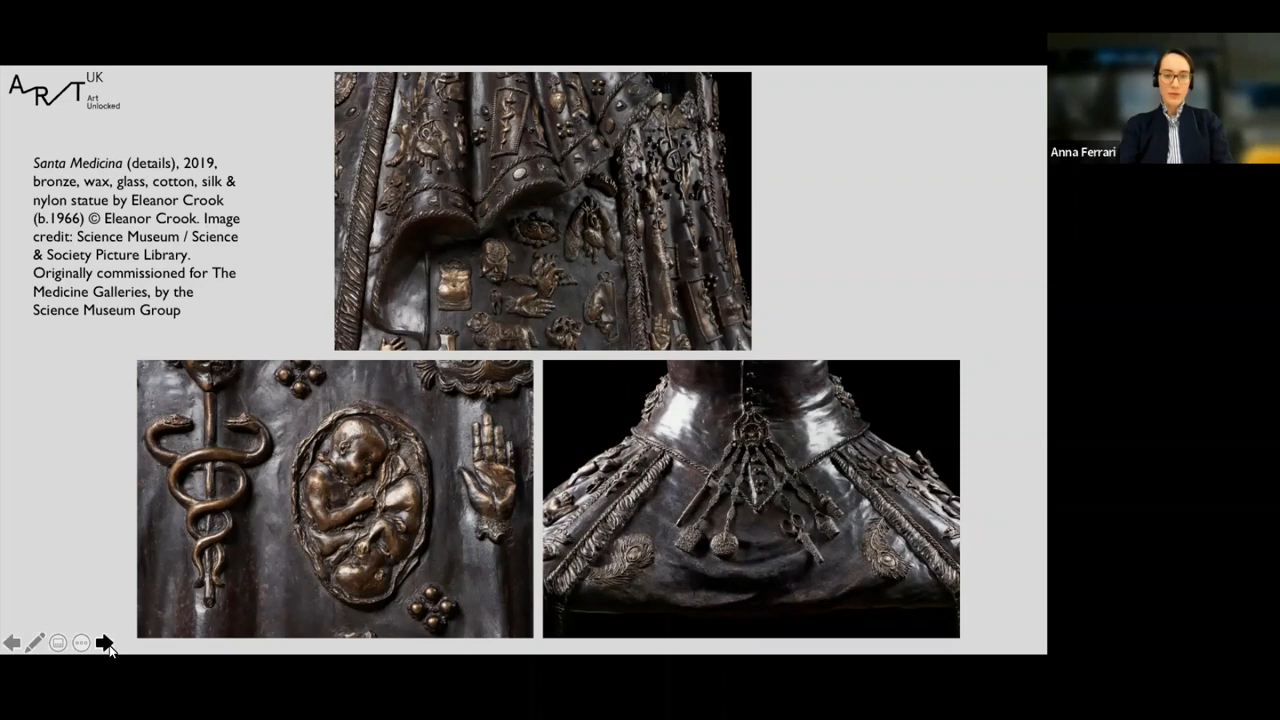 ART UK
Art
Unlocked
Santa Medicina (details), 2019,
bronze, wax, glass, cotton, silk &
nylon statue by Eleanor Crook
(b.1966) © Eleanor Crook. Image
credit: Science Museum / Science
& Society Picture Library.
Originally commissioned for The
Medicine Galleries, by the
Science Museum Group
Anna Ferrari